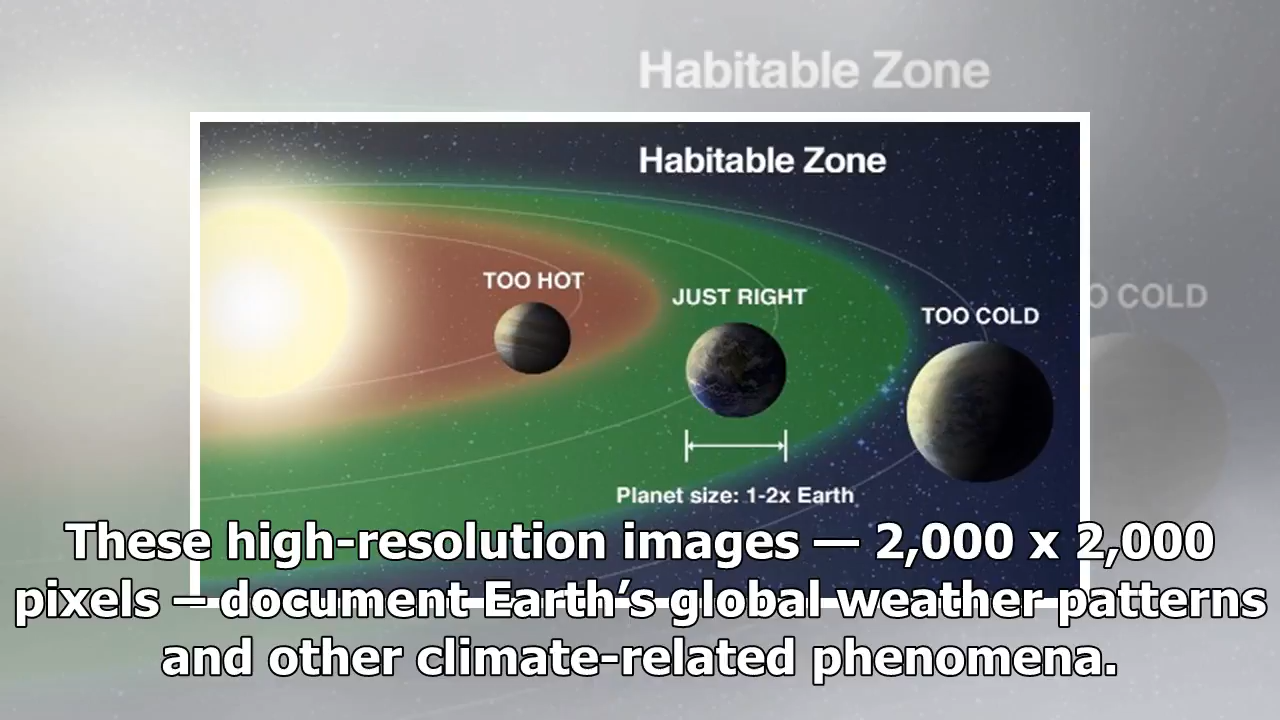 Habitable Zone
Habitable Zone
TOO HOT
JUST RIGHT
TOO COLD
O COLD
Planet size: 1-2x Earth
These high-resolution images — 2,000 x 2,000
pixels – document Earth’s global weather patterns
and other climate-related phenomena.